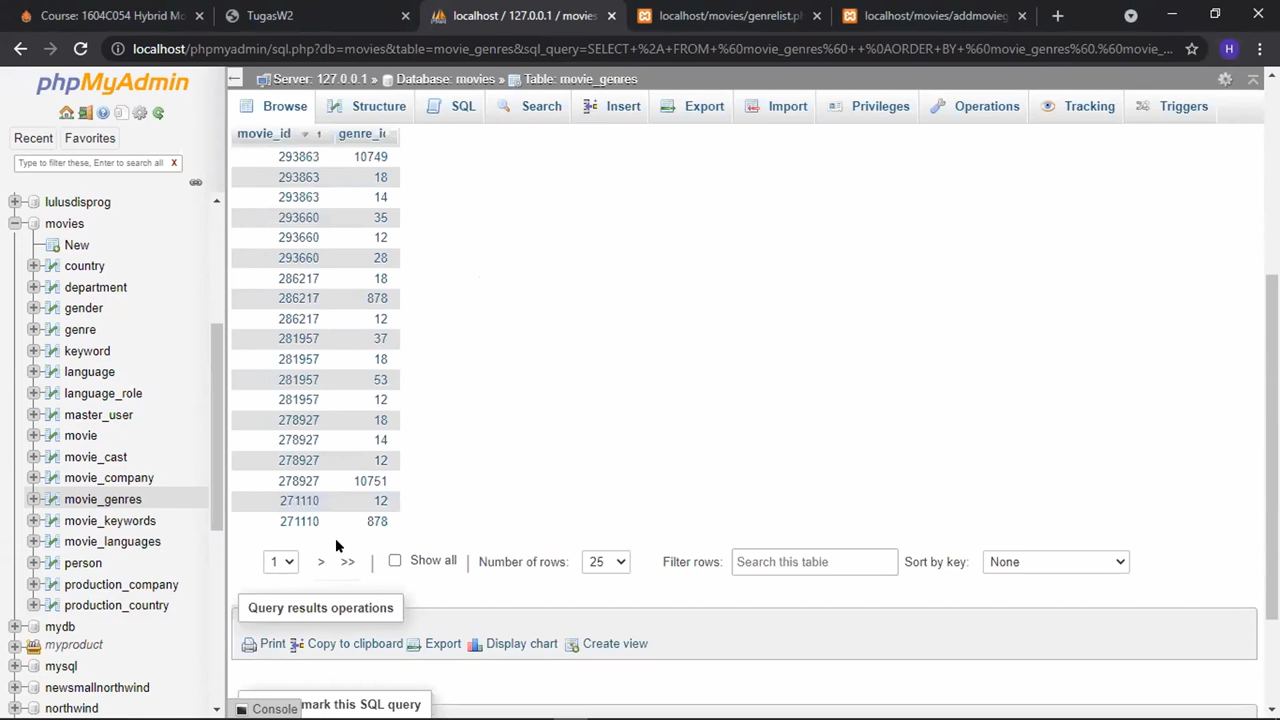 Course: 1604C054 Hybrid Mo
TugasW2
localhost / 127.0.0.1 / movies
localhost/movies/genrelist.p
localhost/movies/addmovieg
localhost/phpmyadmin/sql.php?db=movies&table=movie_genres&sql_query=SELECT+%2A+FROM+%60movie_genres%60++%0AORDER+BY+%60movie_genres%60.%60movie_...
H
phpMyAdmin
Recent
Favorites
Type to filter these, Enter to search all
X
lulusdisprog
movies
New
country
department
gender
genre
keyword
language
language_role
master_user
movie
movie_cast
movie_company
movie_genres
movie_keywords
movie_languages
person
production_company
production_country
mydb
myproduct
mysql
newsmallnorthwind
northwind
Server: 127.0.0.1 » Database: movies » Table: movie_genres
Browse Structure SQL Search Insert Export Import Privileges Operations Tracking Triggers
movie_id 1 genre_id
293863 10749
293863 18
293863 14
293660 35
293660 12
293660 28
286217 18
286217 878
286217 12
281957 37
281957 18
281957 53
281957 12
278927 18
278927 14
278927 12
278927 10751
271110 12
271110 878
1 > >> | Show all | Number of rows: 25 Filter rows: Search this table Sort by key: None
Query results operations
Print Copy to clipboard Export Display chart Create view
Console
mark this SQL query